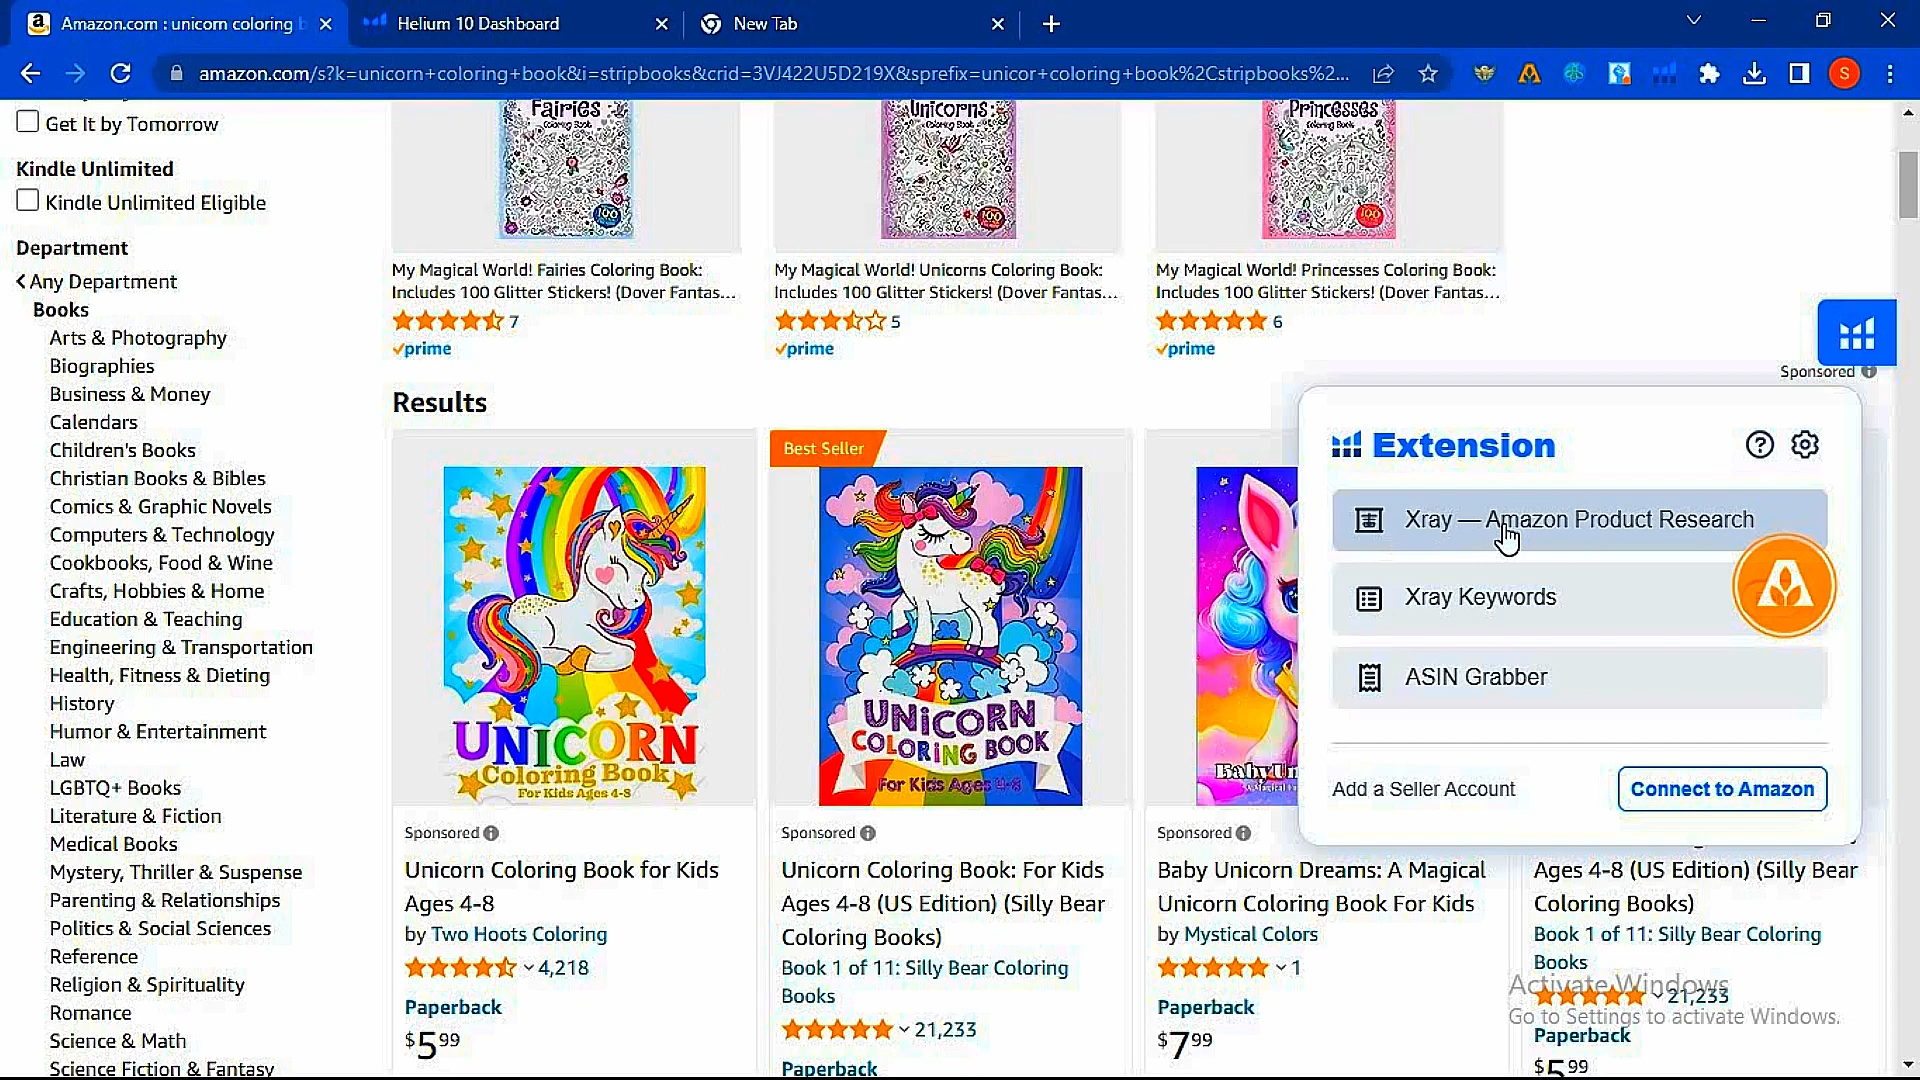 Amazon.com : unicorn coloring b
Helium 10 Dashboard
New Tab
amazon.com/s?k=unicorn+coloring+book&i=stripbooks&crid=3VJ422U5D219X&sprefix=unicor+coloring+book%2Cstripbooks%2...
S
Get It by Tomorrow
Kindle Unlimited
Kindle Unlimited Eligible
Department
Any Department
Books
Arts & Photography
Biographies
Business & Money
Calendars
Children's Books
Christian Books & Bibles
Comics & Graphic Novels
Computers & Technology
Cookbooks, Food & Wine
Crafts, Hobbies & Home
Education & Teaching
Engineering & Transportation
Health, Fitness & Dieting
History
Humor & Entertainment
Law
LGBTQ+ Books
Literature & Fiction
Medical Books
Mystery, Thriller & Suspense
Parenting & Relationships
Politics & Social Sciences
Reference
Religion & Spirituality
Romance
Science & Math
Science Fiction & Fantasy
Fairies
Coloring Book
100
My Magical World! Fairies Coloring Book:
Includes 100 Glitter Stickers! (Dover Fantas...
7
prime
Unicorns
Coloring Book
100
My Magical World! Unicorns Coloring Book:
Includes 100 Glitter Stickers! (Dover Fantas...
5
prime
Princesses
Coloring Book
100
My Magical World! Princesses Coloring Book:
Includes 100 Glitter Stickers! (Dover Fantas...
6
prime
Sponsored
Results
UNICORN
Coloring Book
For Kids Ages 4-8
Sponsored
Unicorn Coloring Book for Kids
Ages 4-8
by Two Hoots Coloring
4,218
Paperback
$5.99
Best Seller
UNICORN
COLORING BOOK
For Kids Ages 4-8
Sponsored
Unicorn Coloring Book: For Kids
Ages 4-8 (US Edition) (Silly Bear
Coloring Books)
Book 1 of 11: Silly Bear Coloring
Books
21,233
Paperback
Baby Un
Sponsored
Baby Unicorn Dreams: A Magical
Unicorn Coloring Book For Kids
by Mystical Colors
1
Paperback
$7.99
Extension
Xray — Amazon Product Research
Xray Keywords
ASIN Grabber
Add a Seller Account
Connect to Amazon
Ages 4-8 (US Edition) (Silly Bear
Coloring Books)
Book 1 of 11: Silly Bear Coloring
Books
21,233
Paperback
$5.99
Activate Windows
Go to Settings to activate Windows.